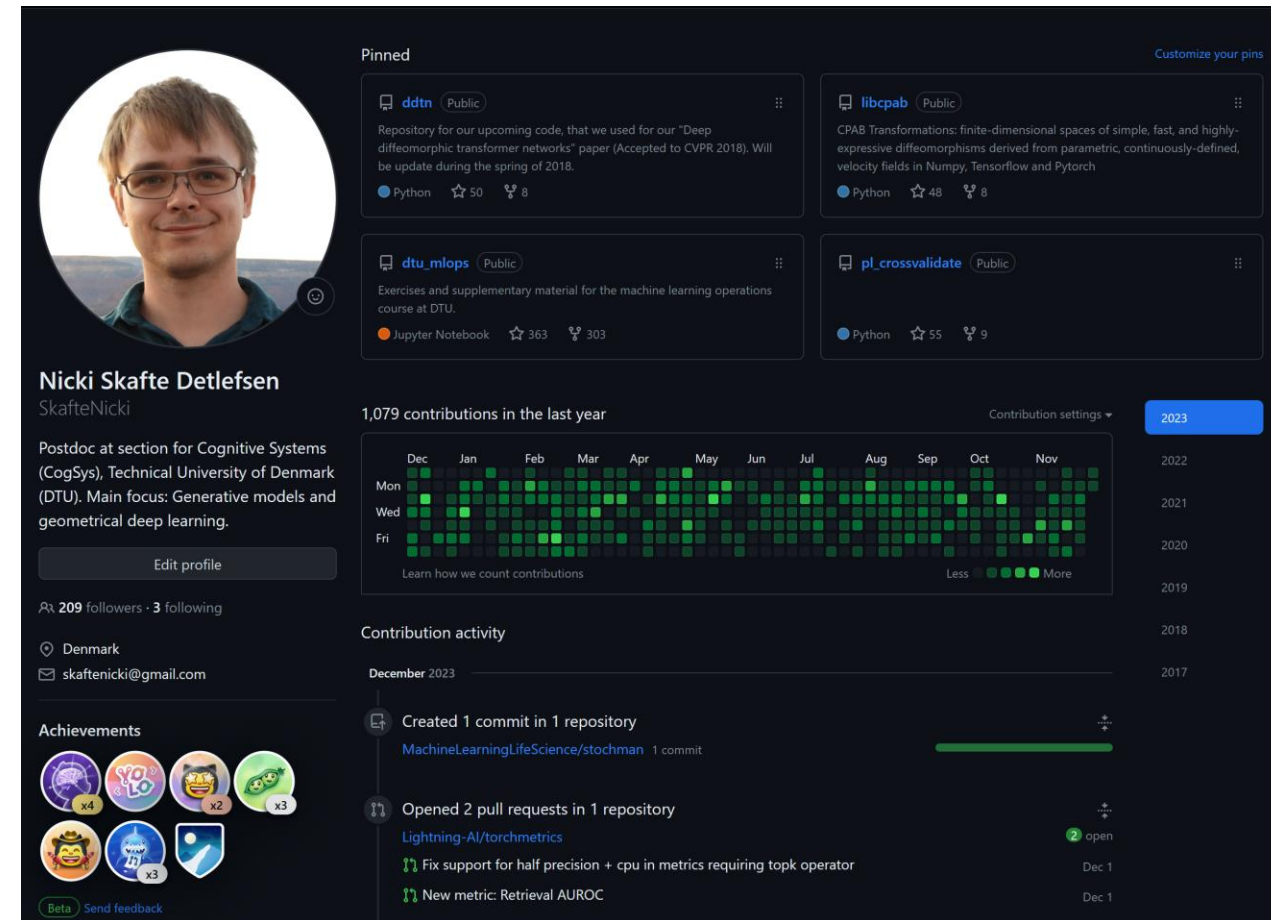 Nicki Skafte Detlefsen
SkafteNicki
Postdoc at section for Cognitive Systems
(CogSys), Technical University of Denmark
(DTU). Main focus: Generative models and
geometrical deep learning.
Edit profile
209 followers · 3 following
Denmark
skaftenicki@gmail.com
Achievements
YOLO
x4
x2
x3
x3
Beta Send feedback
Pinned
Customize your pins
ddtn Public
Repository for our upcoming code, that we used for our "Deep
diffeomorphic transformer networks" paper (Accepted to CVPR 2018). Will
be update during the spring of 2018.
Python 50 8
libcpab Public
CPAB Transformations: finite-dimensional spaces of simple, fast, and highly-
expressive diffeomorphisms derived from parametric, continuously-defined,
velocity fields in Numpy, Tensorflow and Pytorch
Python 48 8
dtu_mlops Public
Exercises and supplementary material for the machine learning operations
course at DTU.
Jupyter Notebook 363 303
pl_crossvalidate Public
Python 55 9
1,079 contributions in the last year
Contribution settings
Dec Jan Feb Mar Apr May Jun Jul Aug Sep Oct Nov
Mon
Wed
Fri
Learn how we count contributions
Less More
2023
2022
2021
2020
2019
2018
2017
Contribution activity
December 2023
Created 1 commit in 1 repository
MachineLearningLifeScience/stochman 1 commit
Opened 2 pull requests in 1 repository
Lightning-AI/torchmetrics
2 open
Fix support for half precision + cpu in metrics requiring topk operator
Dec 1
New metric: Retrieval AUROC
Dec 1